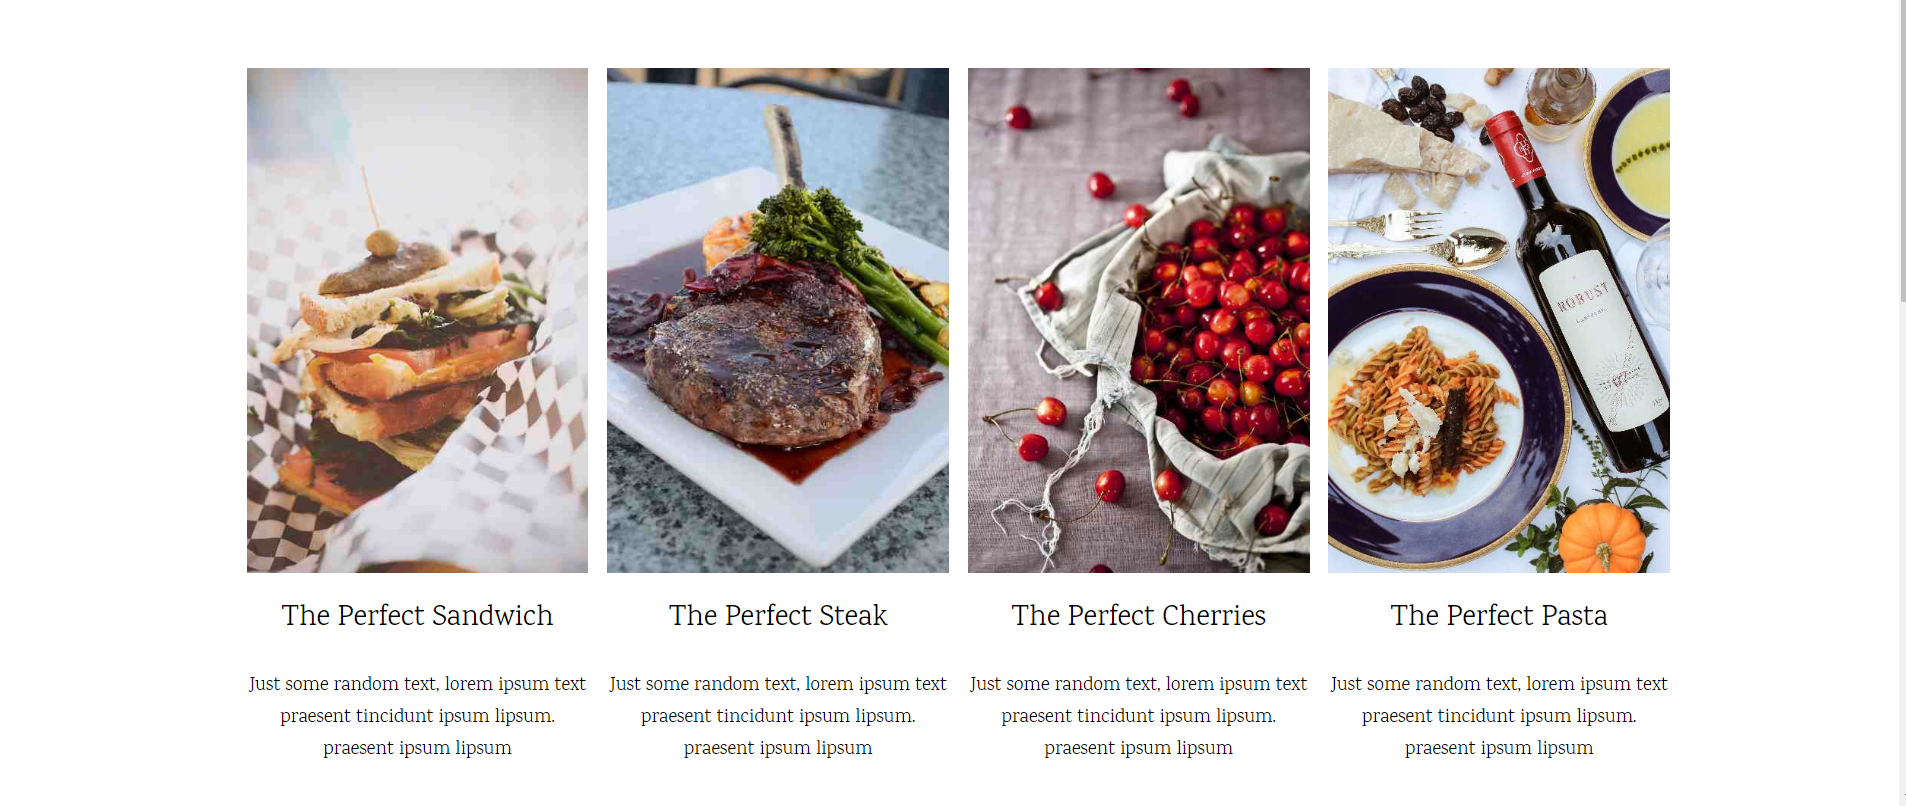 ROBUST
The Perfect Sandwich
The Perfect Steak
The Perfect Cherries
The Perfect Pasta
Just some random text, lorem ipsum text
praesent tincidunt ipsum lipsum.
praesent ipsum lipsum
Just some random text, lorem ipsum text
praesent tincidunt ipsum lipsum.
praesent ipsum lipsum
Just some random text, lorem ipsum text
praesent tincidunt ipsum lipsum.
praesent ipsum lipsum
Just some random text, lorem ipsum text
praesent tincidunt ipsum lipsum.
praesent ipsum lipsum